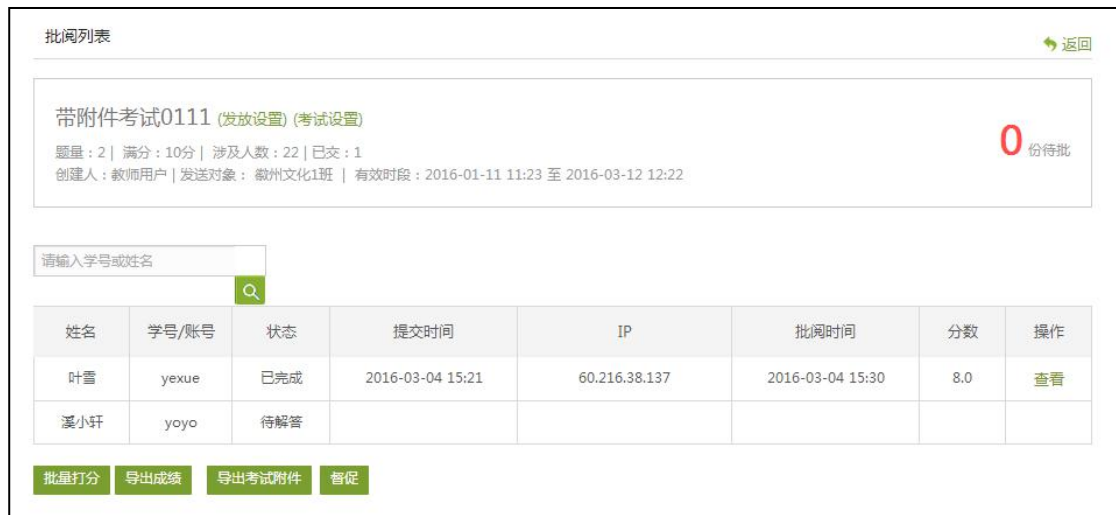 批阅列表
返回
带附件考试0111 (发放设置) (考试设置)
题量：2 | 满分：10分 | 涉及人数：22 | 已交：1
0 份待批
创建人：教师用户 | 发送对象： 徽州文化1班 | 有效时段：2016-01-11 11:23 至 2016-03-12 12:22
请输入学号或姓名
姓名 学号/账号 状态 提交时间 IP 批阅时间 分数 操作
叶雪 yexue 已完成 2016-03-04 15:21 60.216.38.137 2016-03-04 15:30 8.0 查看
溪小轩 yoyo 待解答
批量打分 导出成绩 导出考试附件 督促